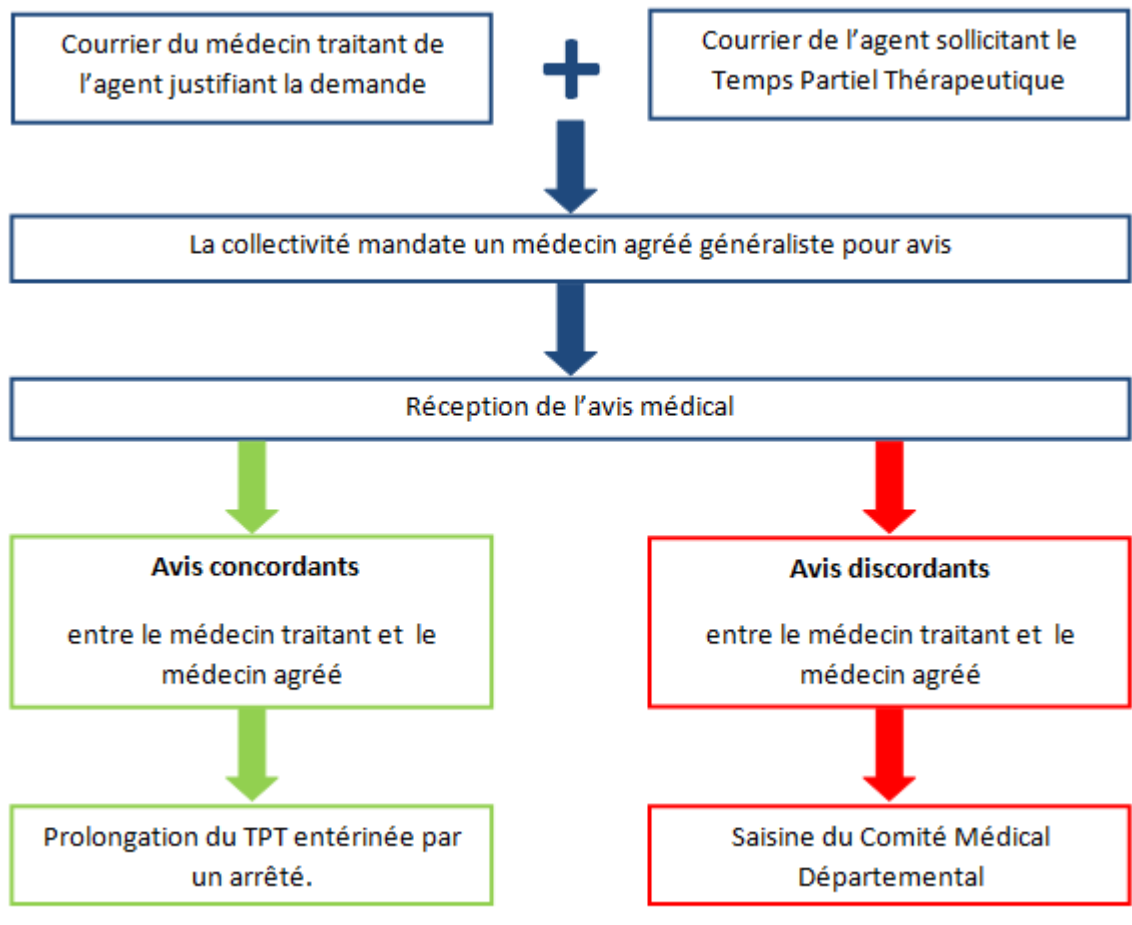 Courrier du médecin traitant de
l’agent justifiant la demande
+
Courrier de l’agent sollicitant le
Temps Partiel Thérapeutique
La collectivité mandate un médecin agréé généraliste pour avis
Réception de l’avis médical
Avis concordants
entre le médecin traitant et le
médecin agréé
Avis discordants
entre le médecin traitant et le
médecin agréé
Prolongation du TPT entérinée par
un arrêté.
Saisine du Comité Médical
Départemental